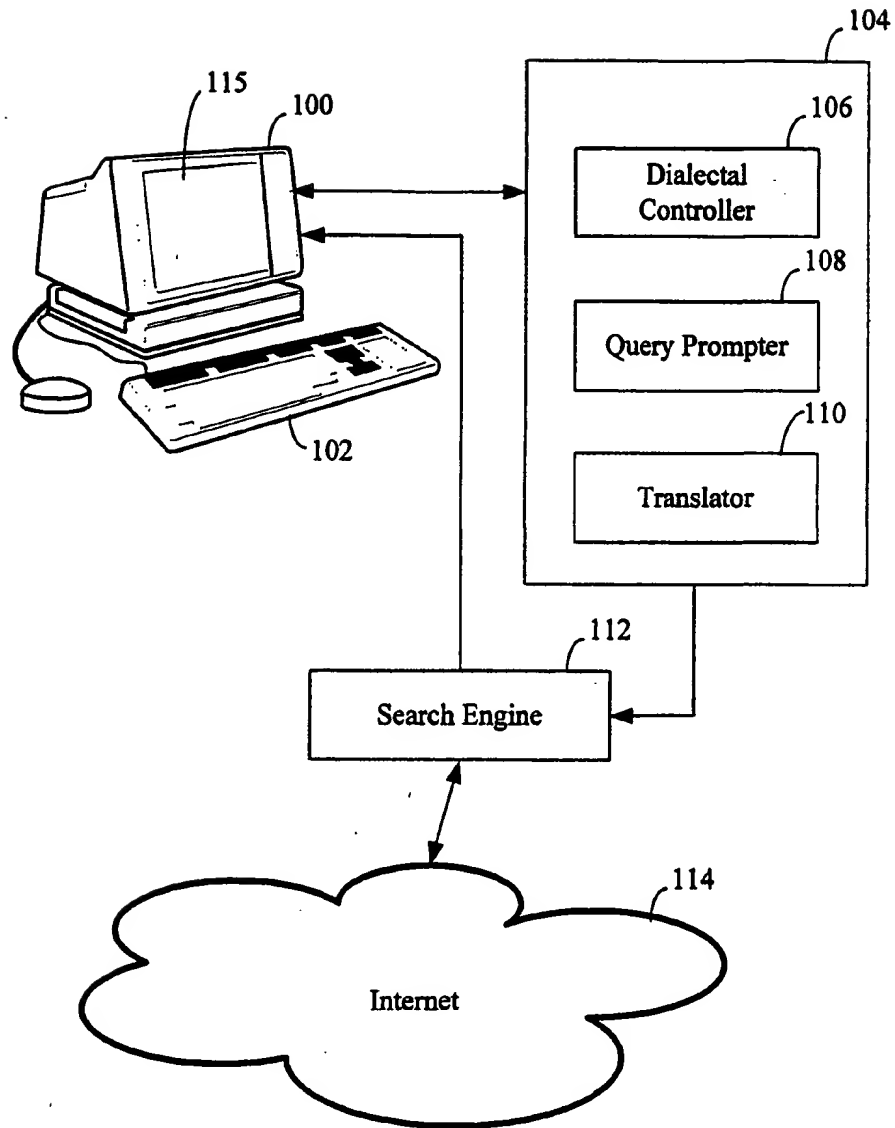 104
115
100
106
Dialectal
Controller
108
Query Prompter
110
102
Translator
112
Search Engine
114
Internet